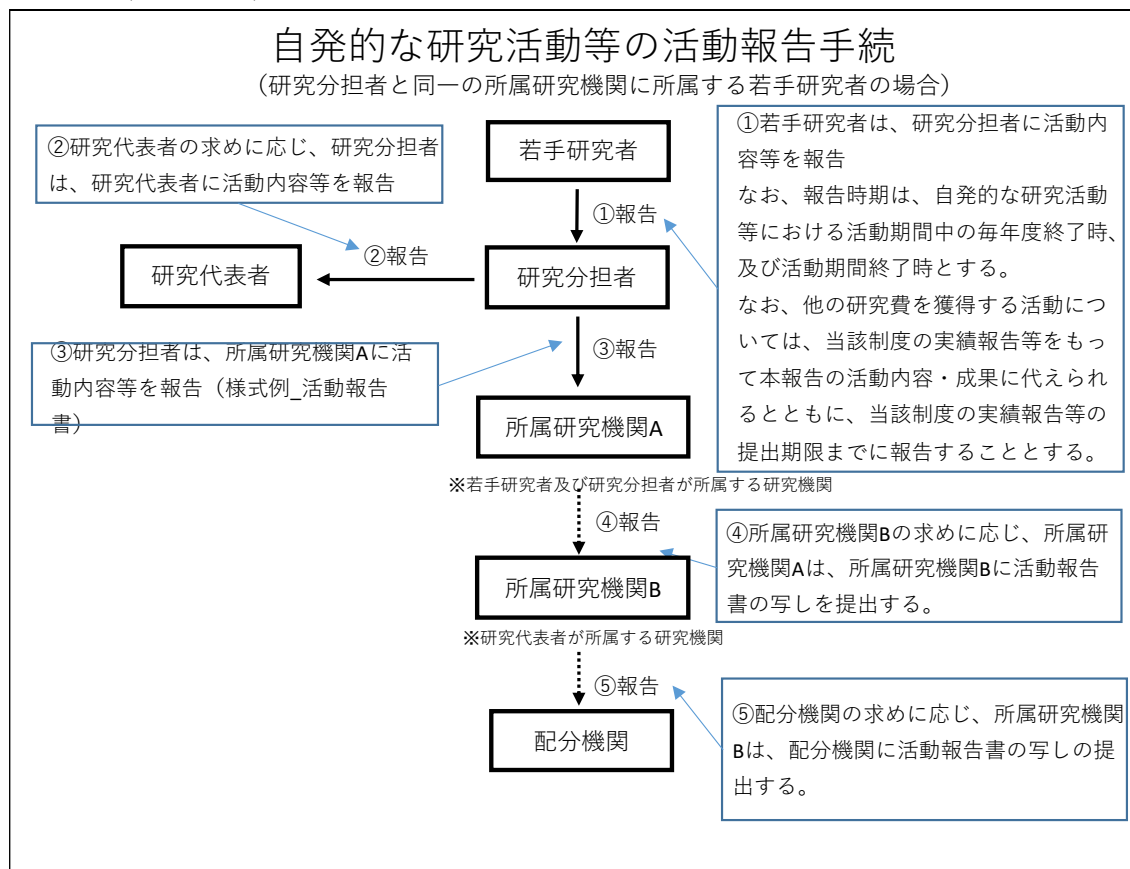 自発的な研究活動等の活動報告手続
（研究分担者と同一の所属研究機関に所属する若手研究者の場合）
②研究代表者の求めに応じ、研究分担者
は、研究代表者に活動内容等を報告
若手研究者
①報告
①若手研究者は、研究分担者に活動内
容等を報告
なお、報告時期は、自発的な研究活動
等における活動期間中の毎年度終了時、
及び活動期間終了時とする。
なお、他の研究費を獲得する活動につ
いては、当該制度の実績報告等をもっ
て本報告の活動内容・成果に代えられ
るとともに、当該制度の実績報告等の
提出期限までに報告することとする。
研究代表者
②報告
研究分担者
③研究分担者は、所属研究機関Aに活
動内容等を報告（様式例_活動報告
書）
③報告
所属研究機関A
※若手研究者及び研究分担者が所属する研究機関
④報告
④所属研究機関Bの求めに応じ、所属研
究機関Aは、所属研究機関Bに活動報告
書の写しを提出する。
所属研究機関B
※研究代表者が所属する研究機関
⑤報告
⑤配分機関の求めに応じ、所属研究機関
Bは、配分機関に活動報告書の写しの提
出する。
配分機関